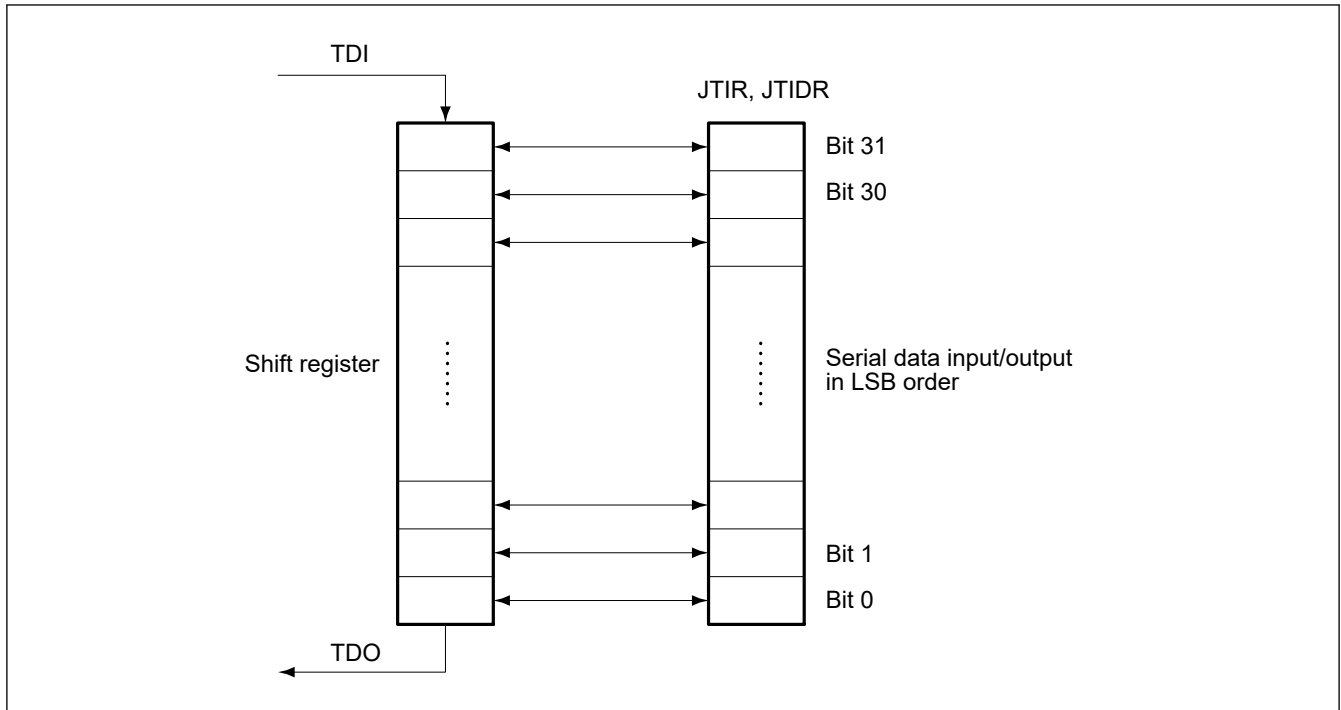 TDI
JTIR, JTIDR
Bit 31
Bit 30
Shift register
Serial data input/output
in LSB order
Bit 1
Bit 0
TDO